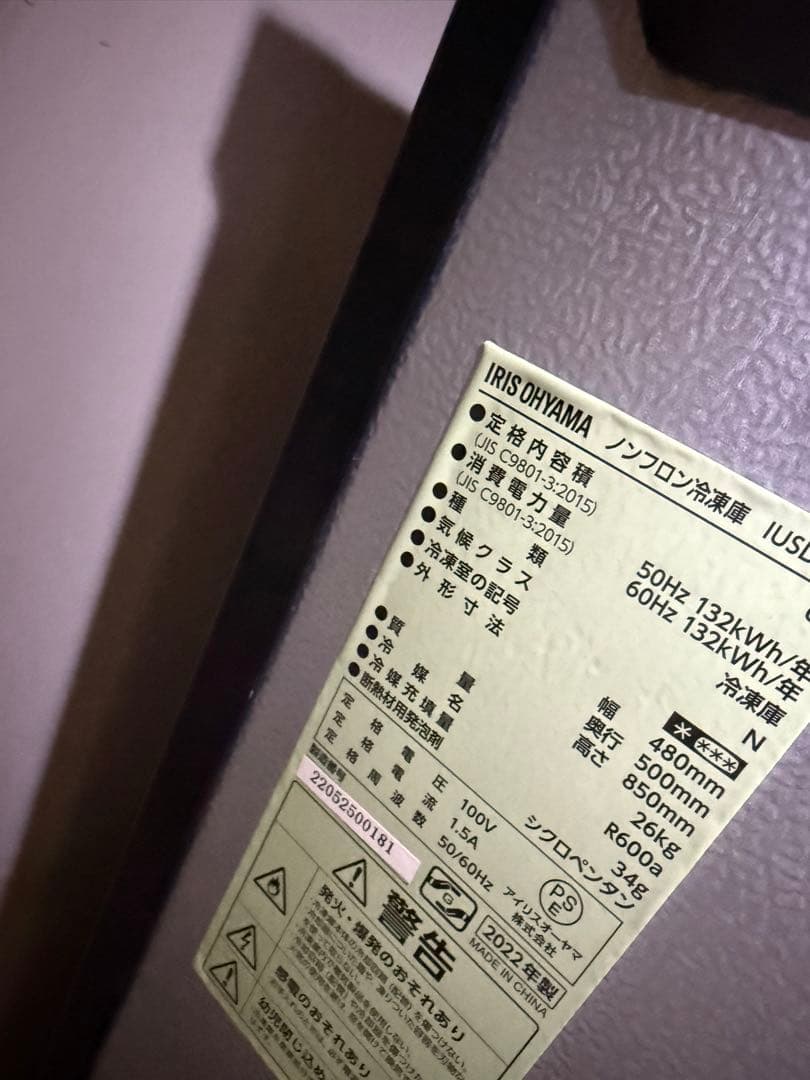 IRIS OHYAMA ノンフロン冷凍庫 IUSD
●定格内容積
(JIS C9801-3:2015)
●消費電力量 50Hz 132kWh/年
(JIS C9801-3:2015) 60Hz 132kWh/年
●種類 冷凍庫
●気候クラス N
●冷凍室の記号 * ***
●外形寸法 幅 480mm
奥行 500mm
高さ 850mm
●質量 26kg
●冷媒名 R600a
●冷媒充填量 34g
●断熱材用発泡剤 シクロペンタン
定格電圧 100V
定格電流 1.5A
定格周波数 50/60Hz
製造番号
22052500181
PSE
アイリスオーヤマ
株式会社
G
2022年製
MADE IN CHINA
警告
発火・爆発のおそれあり
感電のおそれあり
幼児閉じ込め